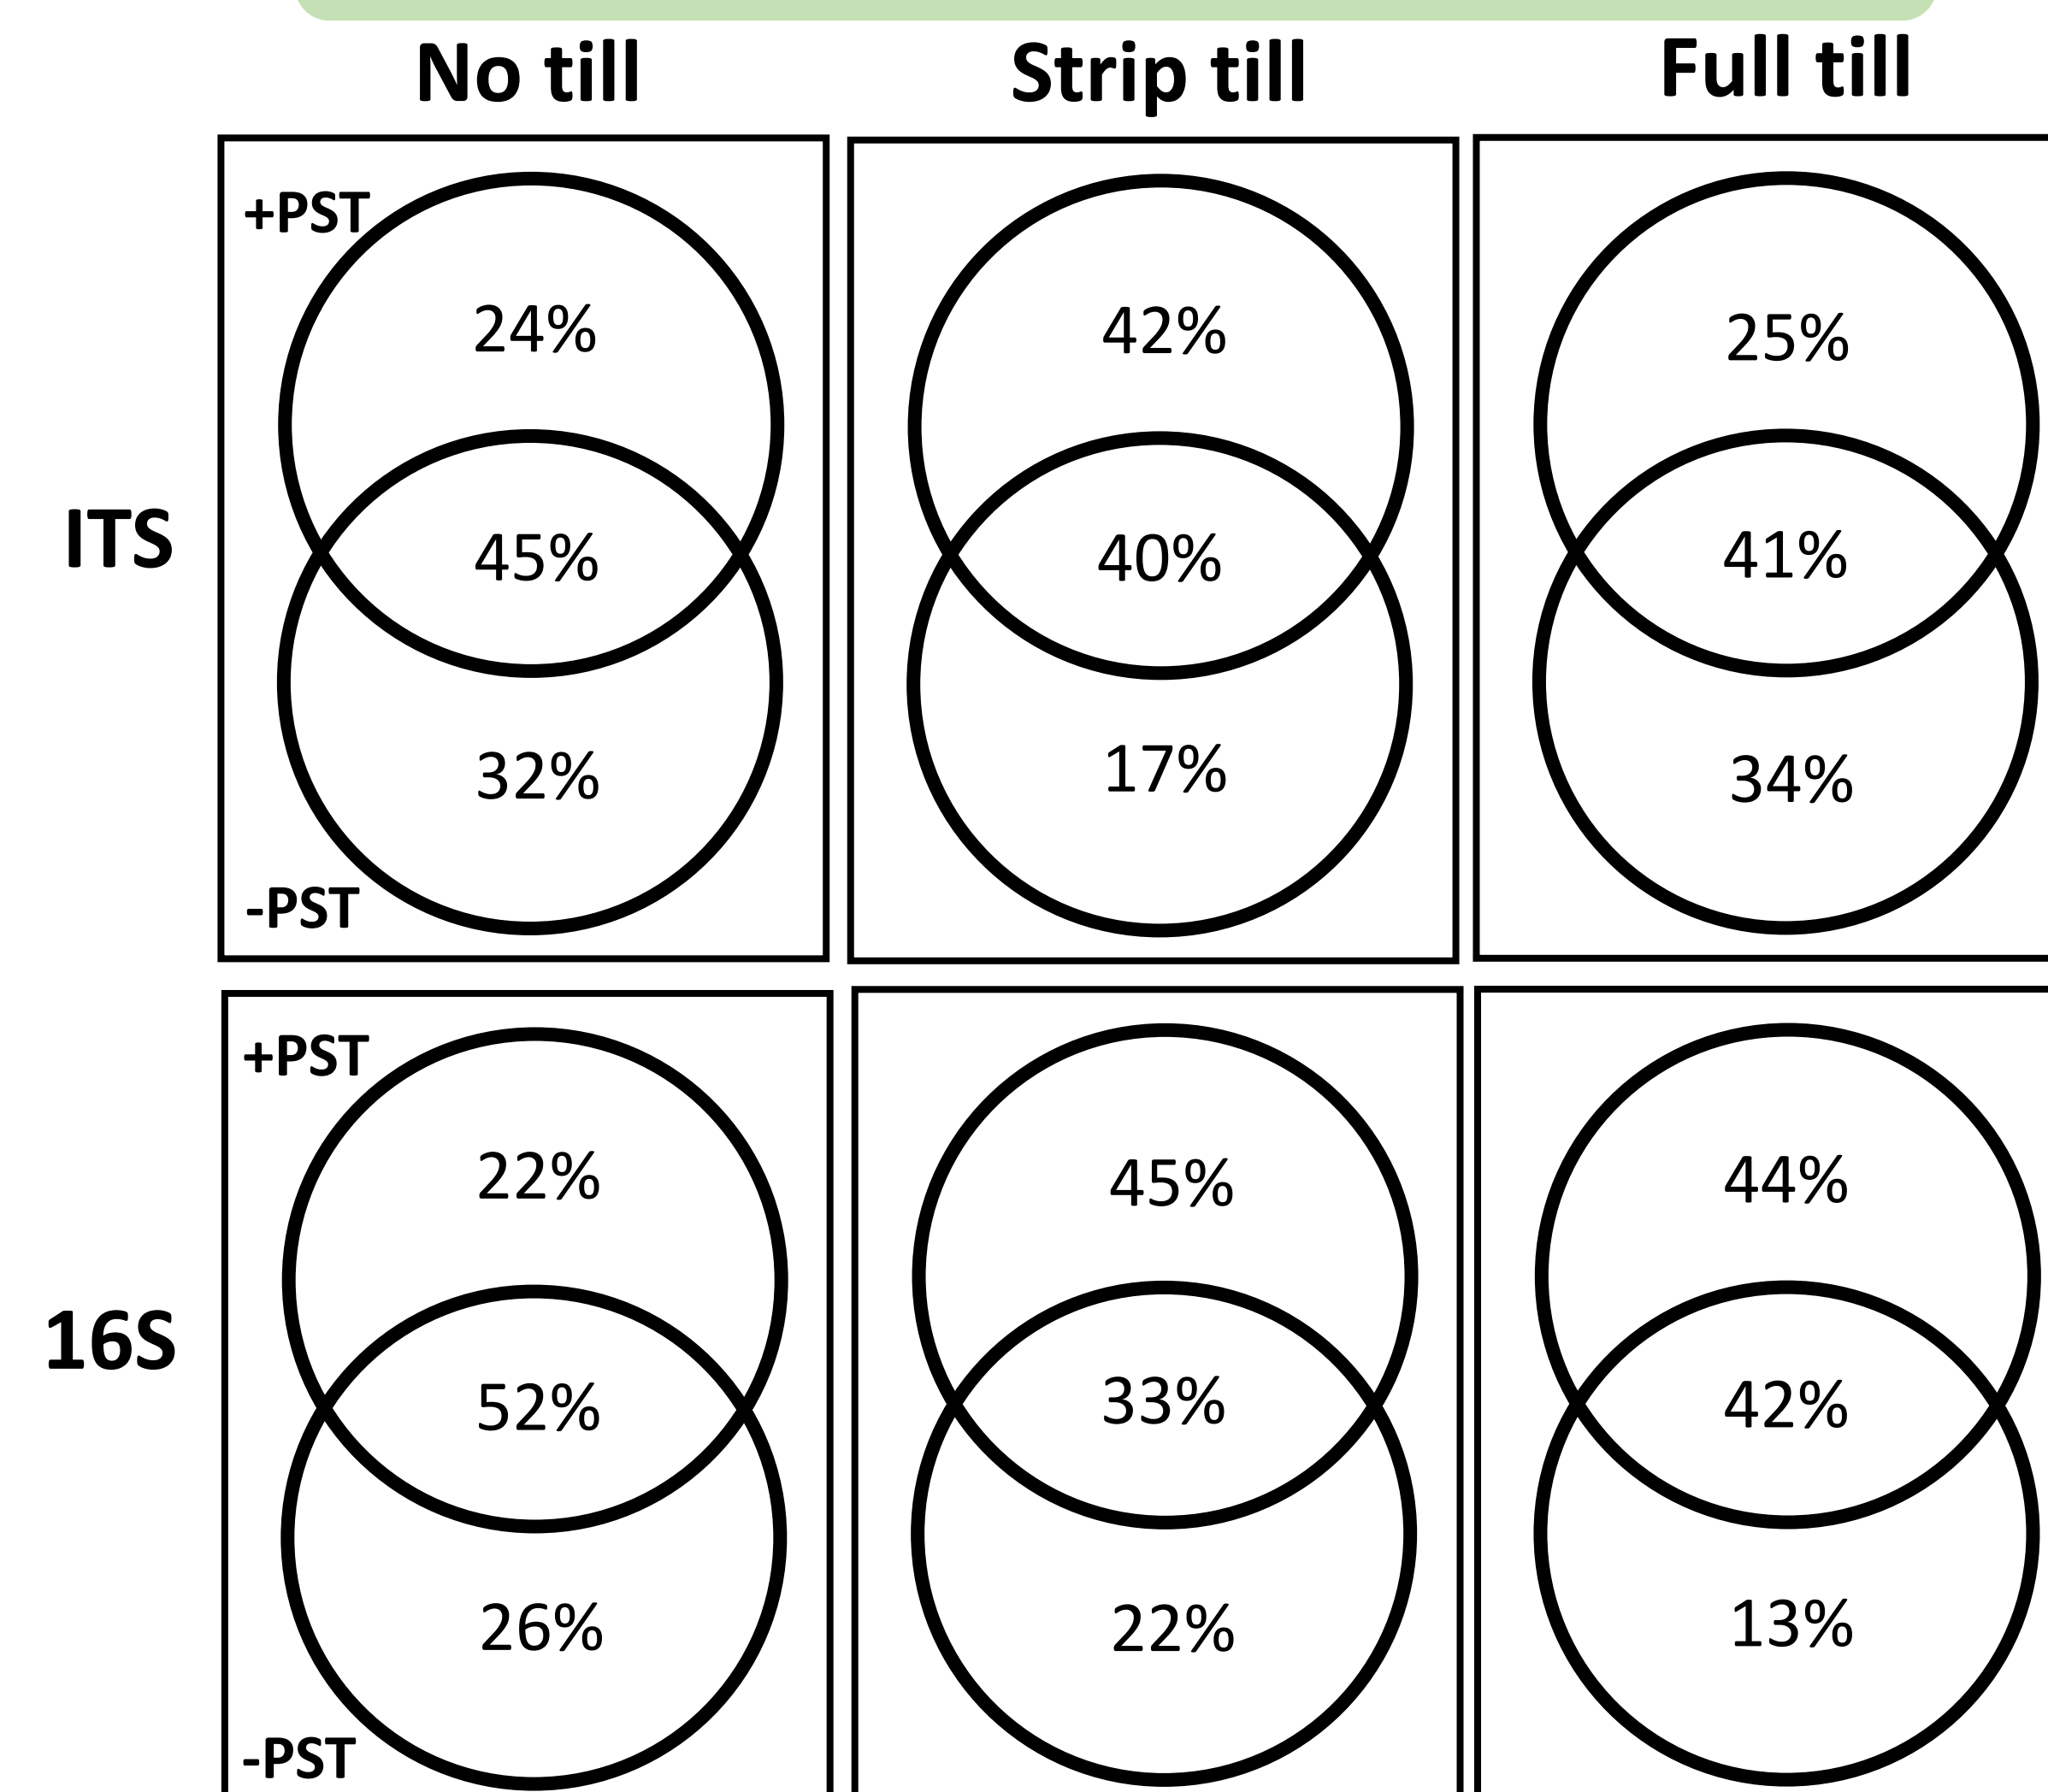 No till
Strip till
Full till
+PST
24%
42%
25%
ITS
45%
40%
41%
32%
17%
34%
-PST
+PST
22%
45%
44%
16S
52%
33%
42%
26%
22%
13%
-PST